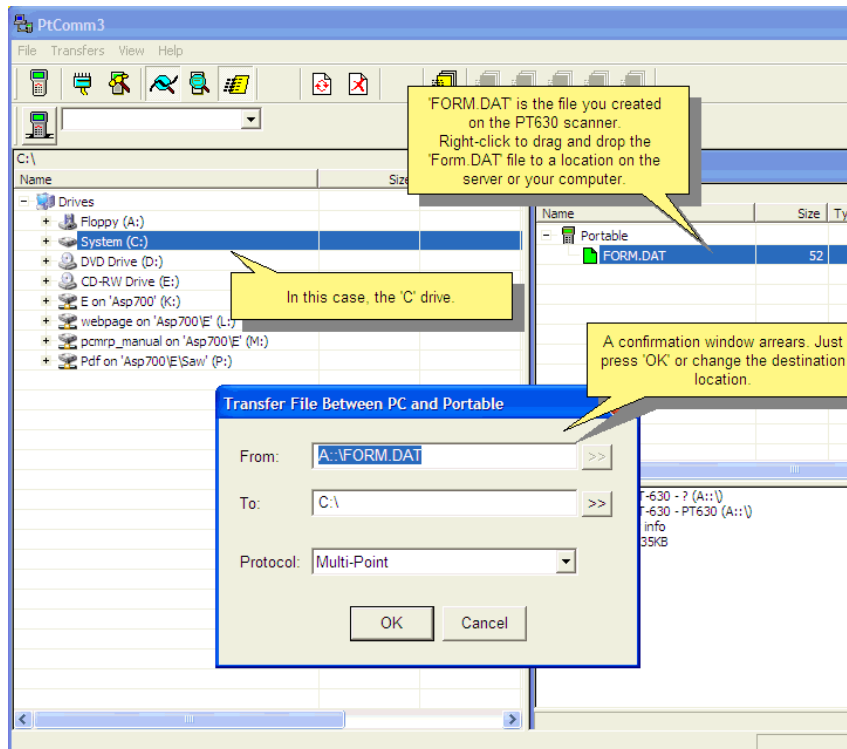 PtComm3
File Transfers View Help
'FORM.DAT' is the file you created
on the PT630 scanner.
Right-click to drag and drop the
'Form.DAT' file to a location on the
server or your computer.
C:\
Name Size
Drives
Floppy (A:)
System (C:)
DVD Drive (D:)
CD-RW Drive (E:)
E on 'Asp700' (K:)
webpage on 'Asp700\E' (L:)
pcmrp_manual on 'Asp700\E' (M:)
Pdf on 'Asp700\E\Saw' (P:)
In this case, the 'C' drive.
Name Size Ty
Portable
FORM.DAT 52
A confirmation window arrears. Just
press 'OK' or change the destination
location.
Transfer File Between PC and Portable
From: A::\FORM.DAT >>
To: C:\ >>
Protocol: Multi-Point
OK Cancel
T-630 - ? (A::\)
T-630 - PT630 (A::\)
info
35KB